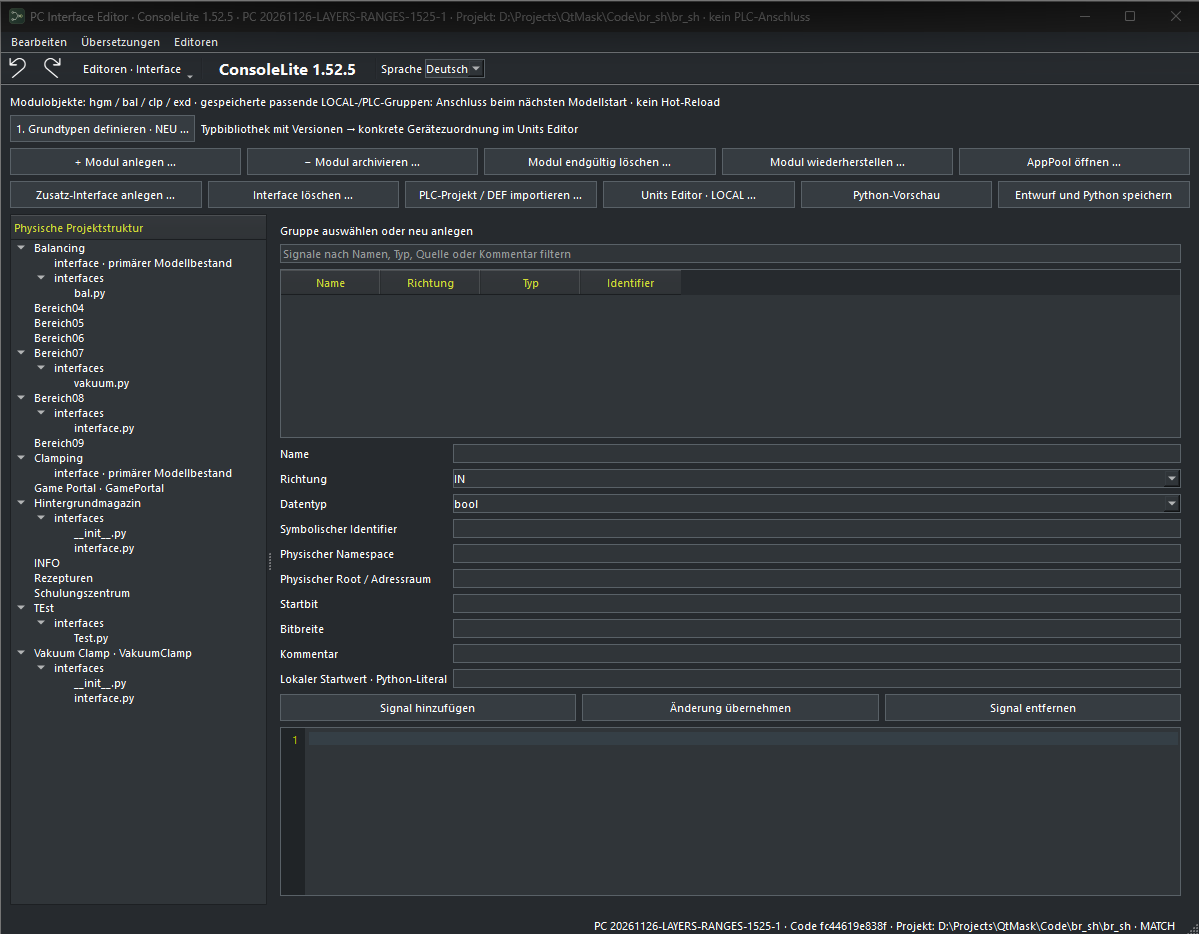 PC Interface Editor · ConsoleLite 1.52.5 · PC 20261126-LAYERS-RANGES-1525-1 · Projekt: D:\Projects\QtMask\Code\br_sh\br_sh · kein PLC-Anschluss
Bearbeiten Übersetzungen Editoren
Editoren · Interface ConsoleLite 1.52.5 Sprache Deutsch
Modulobjekte: hgm / bal / clp / exd · gespeicherte passende LOCAL-/PLC-Gruppen: Anschluss beim nächsten Modellstart · kein Hot-Reload
1. Grundtypen definieren · NEU ... Typbibliothek mit Versionen → konkrete Gerätezuordnung im Units Editor
+ Modul anlegen ... − Modul archivieren ... Modul endgültig löschen ... Modul wiederherstellen ... AppPool öffnen ...
Zusatz-Interface anlegen ... Interface löschen ... PLC-Projekt / DEF importieren ... Units Editor · LOCAL ... Python-Vorschau Entwurf und Python speichern
Physische Projektstruktur
Balancing
interface · primärer Modellbestand
interfaces
bal.py
Bereich04
Bereich05
Bereich06
Bereich07
interfaces
vakuum.py
Bereich08
interfaces
interface.py
Bereich09
Clamping
interface · primärer Modellbestand
Game Portal · GamePortal
Hintergrundmagazin
interfaces
__init__.py
interface.py
INFO
Rezepturen
Schulungszentrum
TEst
interfaces
Test.py
Vakuum Clamp · VakuumClamp
interfaces
__init__.py
interface.py
Gruppe auswählen oder neu anlegen
Signale nach Namen, Typ, Quelle oder Kommentar filtern
Name Richtung Typ Identifier
Name
Richtung IN
Datentyp bool
Symbolischer Identifier
Physischer Namespace
Physischer Root / Adressraum
Startbit
Bitbreite
Kommentar
Lokaler Startwert · Python-Literal
Signal hinzufügen Änderung übernehmen Signal entfernen
1
PC 20261126-LAYERS-RANGES-1525-1 · Code fc44619e838f · Projekt: D:\Projects\QtMask\Code\br_sh\br_sh · MATCH